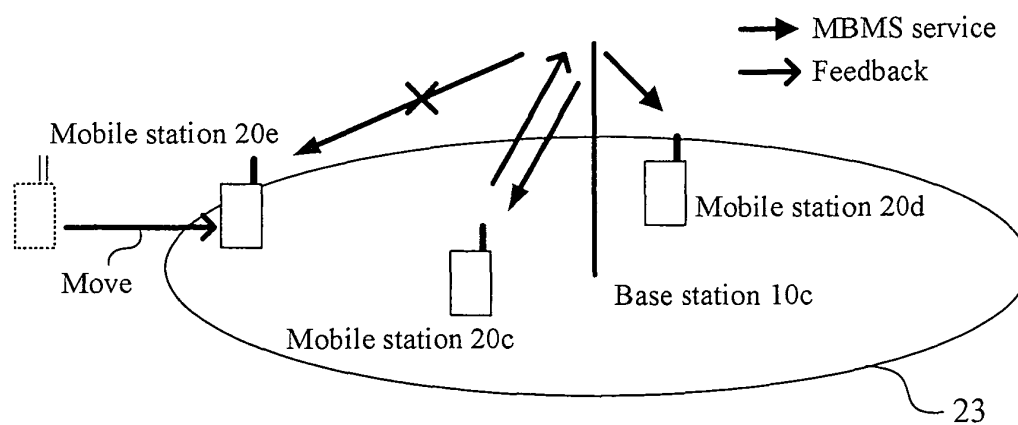 MBMS service
Feedback
Mobile station 20e
Mobile station 20d
Move
Base station 10c
Mobile station 20c
23